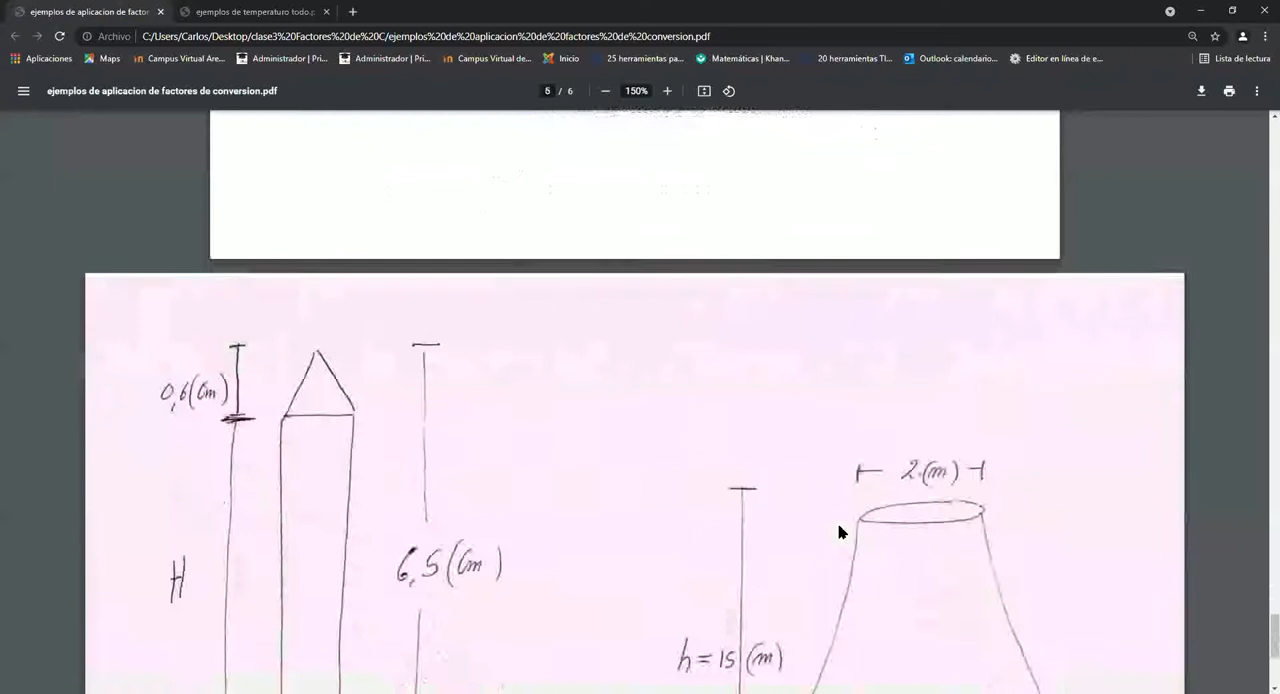 ejemplos de aplicacion de factor
ejemplos de temperaturo todo.p
Archivo
C:/Users/Carlos/Desktop/clase3%20Factores%20de%20C/ejemplos%20de%20aplicacion%20de%20factores%20de%20conversion.pdf
Aplicaciones
Maps
Campus Virtual Are...
Administrador | Pri...
Administrador | Pri...
Campus Virtual de...
Inicio
25 herramientas pa...
Matemáticas | Khan...
20 herramientas TI...
Outlook: calendario...
Editor en línea de e...
Lista de lectura
ejemplos de aplicacion de factores de conversion.pdf
5 / 6
150%
0,6(Cm)
2.(m)
6,5(Cm)
H
h=15(m)